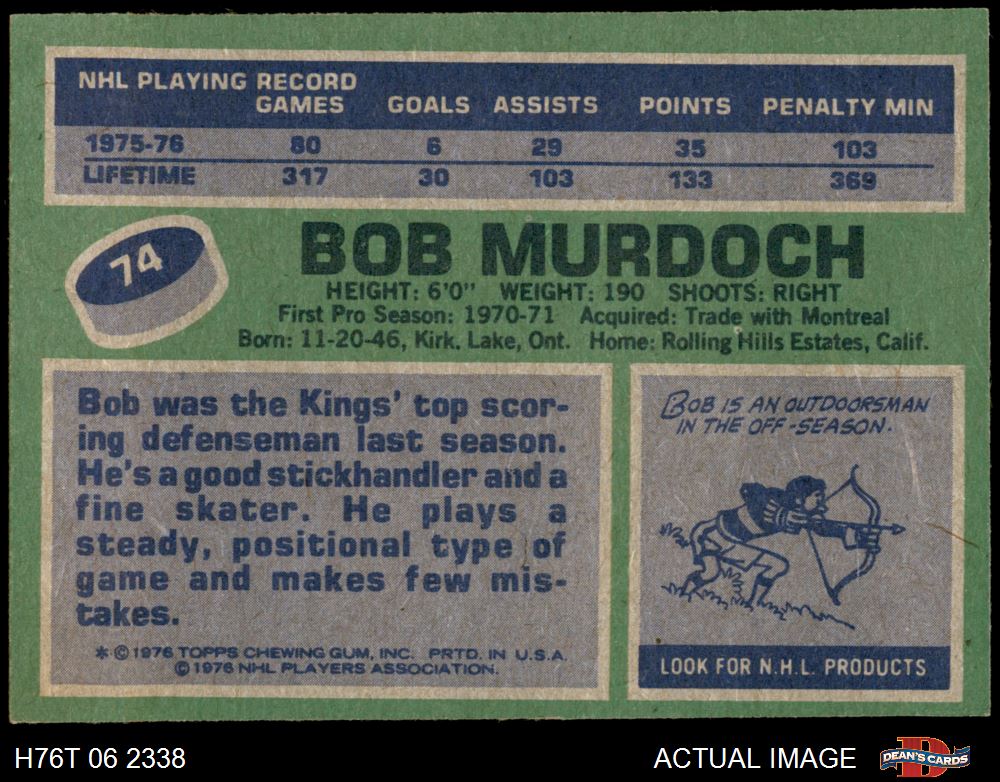 NHL PLAYING RECORD
GAMES GOALS ASSISTS POINTS PENALTY MIN
1975-76 80 6 29 35 103
LIFETIME 317 30 103 133 369
74
BOB MURDOCH
HEIGHT: 6'0" WEIGHT: 190 SHOOTS: RIGHT
First Pro Season: 1970-71 Acquired: Trade with Montreal
Born: 11-20-46, Kirk. Lake, Ont. Home: Rolling Hills Estates, Calif.
Bob was the Kings' top scor-
ing defenseman last season.
He's a good stickhandler and a
fine skater. He plays a
steady, positional type of
game and makes few mis-
takes.
* © 1976 TOPPS CHEWING GUM, INC. PRTD. IN U.S.A.
© 1976 NHL PLAYERS ASSOCIATION.
BOB IS AN OUTDOORSMAN
IN THE OFF-SEASON.
LOOK FOR N.H.L. PRODUCTS
H76T 06 2338
ACTUAL IMAGE
DEAN'S CARDS